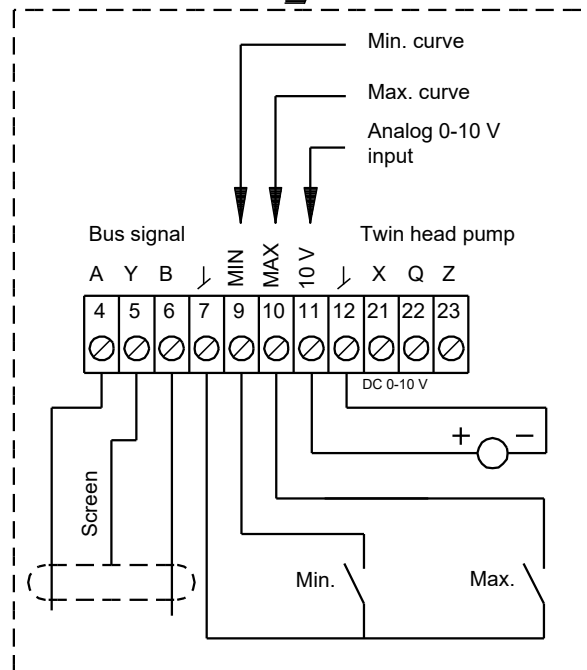 Min. curve
Max. curve
Analog 0-10 V
input
Bus signal
Twin head pump
A Y B MIN MAX 10 V X Q Z
4 5 6 7 9 10 11 12 21 22 23
DC 0-10 V
+ −
Screen
Min.
Max.